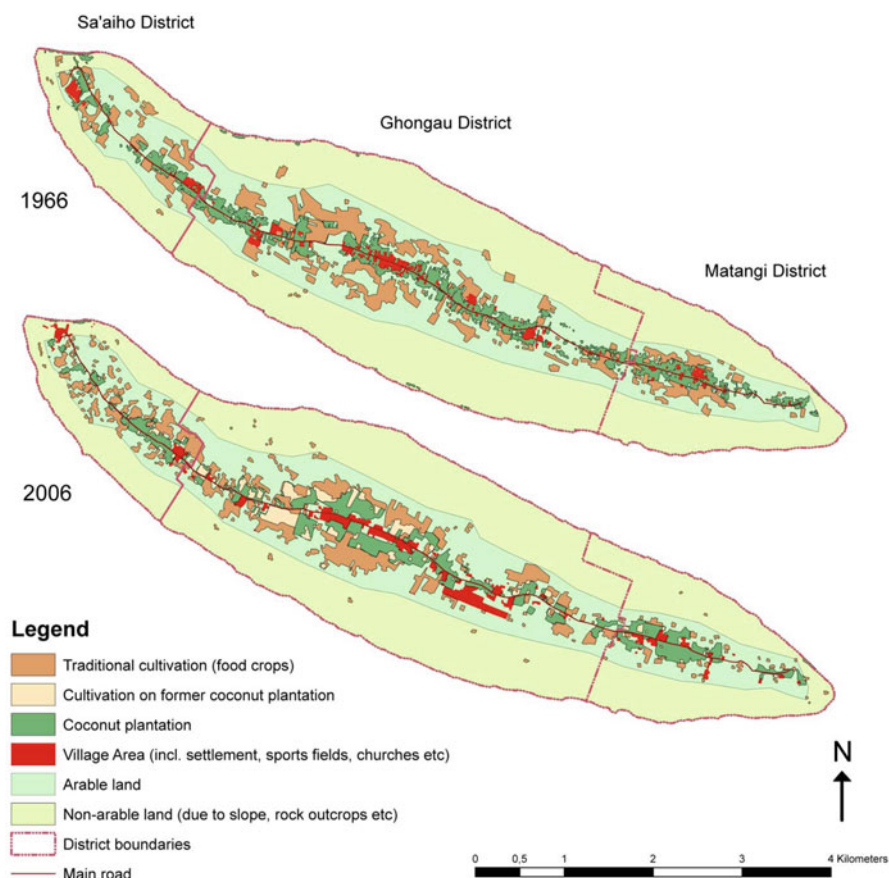 Sa'aiho District
Ghongau District
1966
Matangi District
2006
Legend
Traditional cultivation (food crops)
Cultivation on former coconut plantation
Coconut plantation
Village Area (incl. settlement, sports fields, churches etc)
Arable land
Non-arable land (due to slope, rock outcrops etc)
District boundaries
Main road
N
0 0,5 1 2 3 4 Kilometers